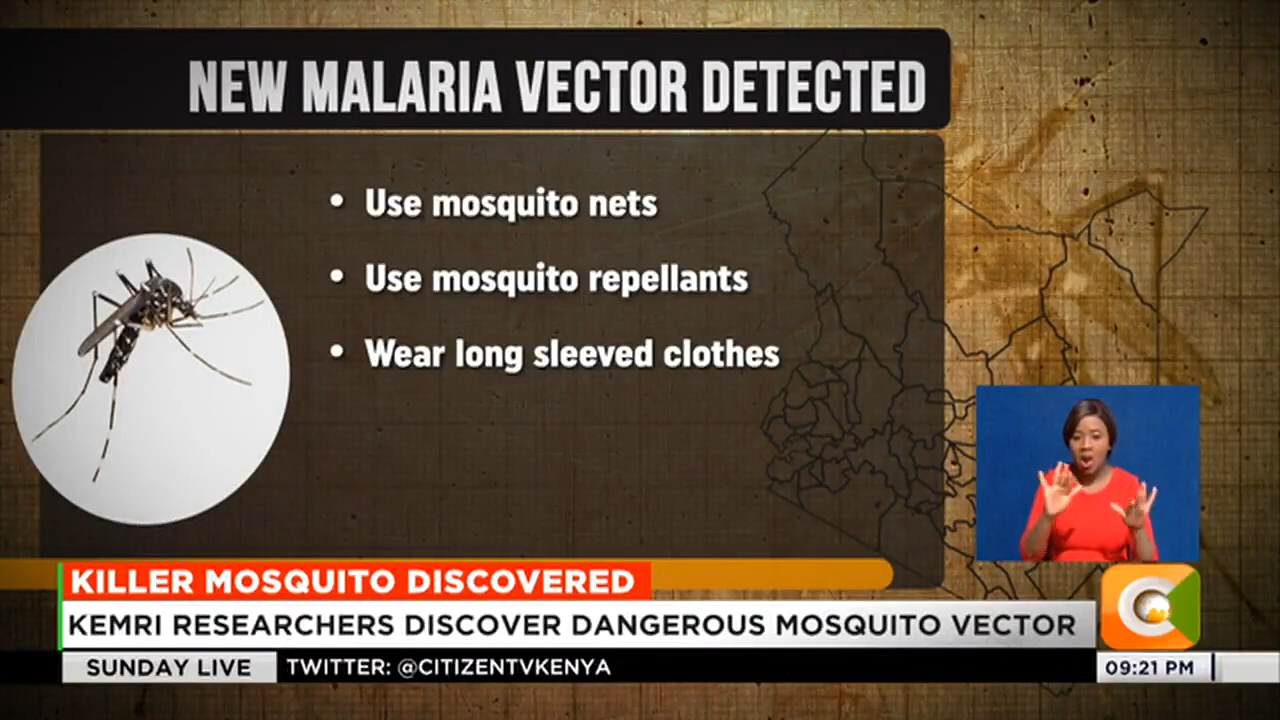 NEW MALARIA VECTOR DETECTED
• Use mosquito nets
• Use mosquito repellants
• Wear long sleeved clothes
KILLER MOSQUITO DISCOVERED
KEMRI RESEARCHERS DISCOVER DANGEROUS MOSQUITO VECTOR
SUNDAY LIVE TWITTER: @CITIZENTVKENYA 09:21 PM